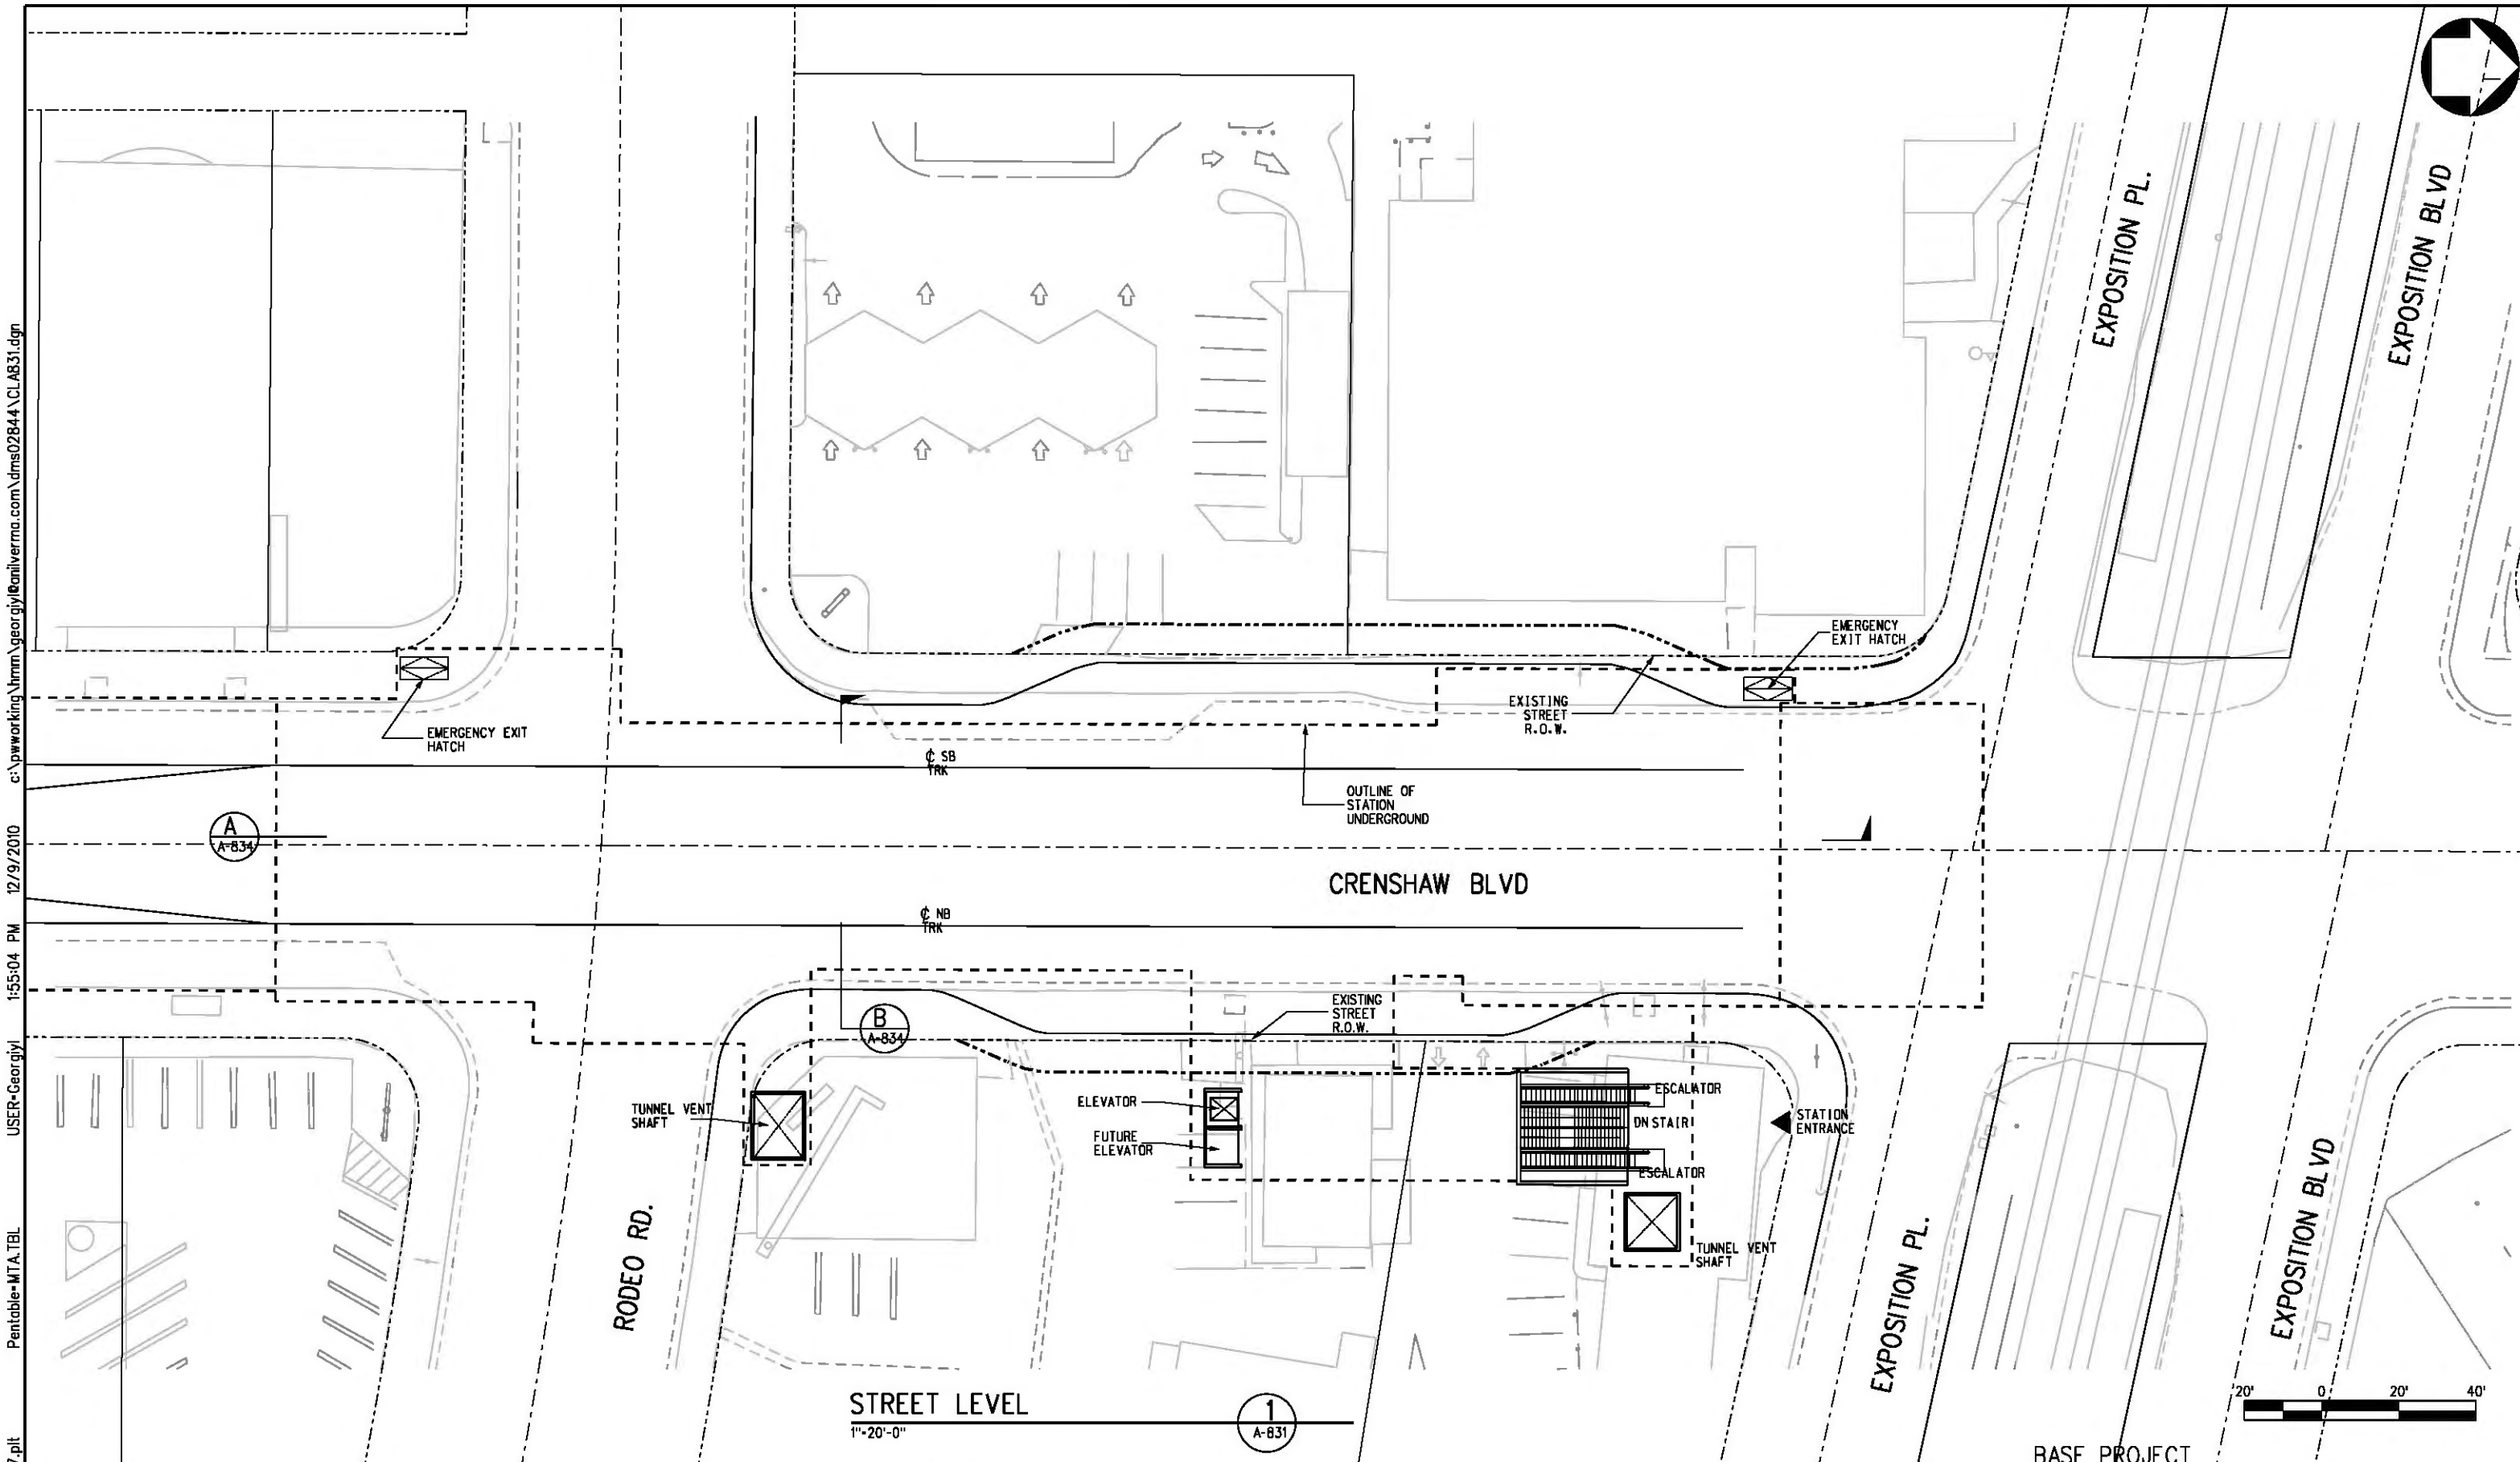 EXPOSITION PL.
EXPOSITION BLVD
EMERGENCY
EXIT HATCH
EXISTING
STREET
R.O.W.
EMERGENCY EXIT
HATCH
℄ SB
TRK
OUTLINE OF
STATION
UNDERGROUND
A
A-834
CRENSHAW BLVD
℄ NB
TRK
B
A-834
EXISTING
STREET
R.O.W.
TUNNEL VENT
SHAFT
ELEVATOR
FUTURE
ELEVATOR
ESCALATOR
DN STAIR
ESCALATOR
STATION
ENTRANCE
TUNNEL VENT
SHAFT
RODEO RD.
EXPOSITION PL.
EXPOSITION BLVD
STREET LEVEL
1"-20'-0"
1
A-831
20' 0 20' 40'
BASE PROJECT
7.plt Pentable=MTA.TBL USER=Georgiyl 1:55:04 PM 12/9/2010 c:\pwworking\hmm\georgiyl@anilverma.com\dms02844\CLAB31.dgn